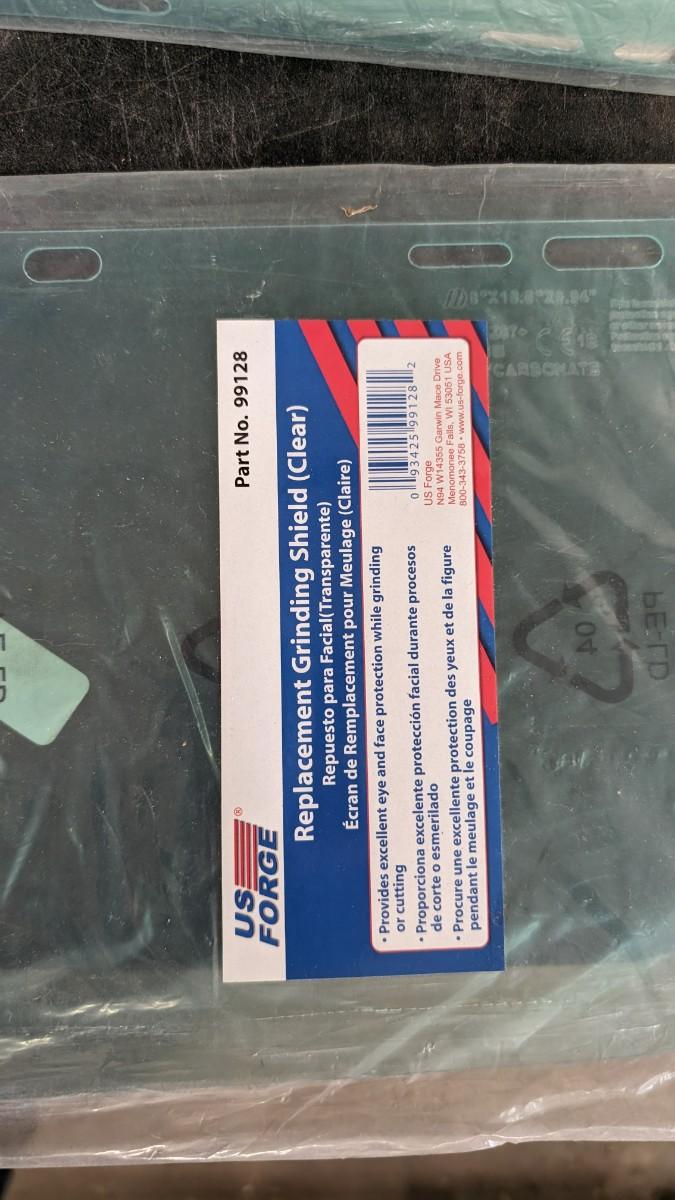 US
FORGE®
Part No. 99128
Replacement Grinding Shield (Clear)
Repuesto para Facial(Transparente)
Écran de Remplacement pour Meulage (Claire)
• Provides excellent eye and face protection while grinding
or cutting
• Proporciona excelente protección facial durante procesos
de corte o esmerilado
• Procure une excellente protection des yeux et de la figure
pendant le meulage et le coupage
0 93425 99128 2
US Forge
N94 W14355 Garwin Mace Drive
Menomonee Falls, WI 53051 USA
800-343-3758 • www.us-forge.com
04
PE-LD